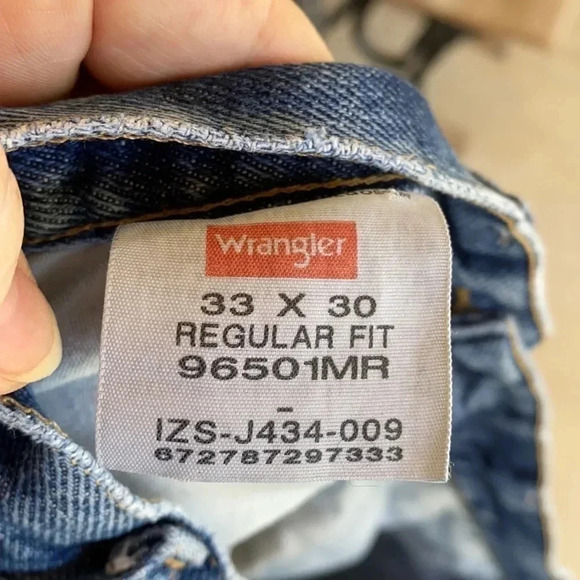 Wrangler
33 X 30
REGULAR FIT
96501MR
-
IZS-J434-009
672787297333